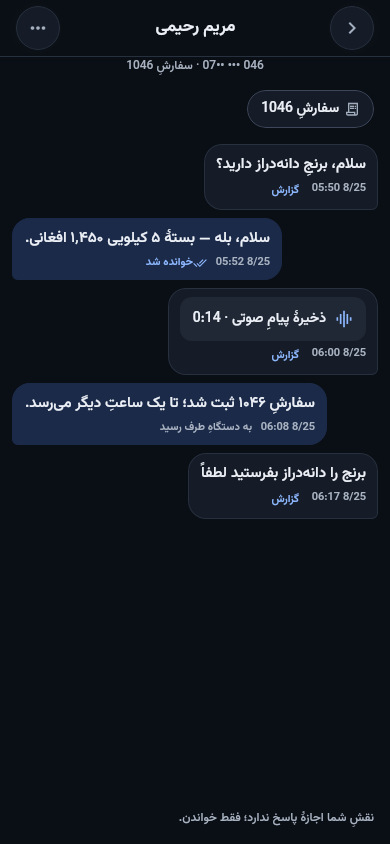 مریم رحیمی
046 ••• ••07 · سفارشِ 1046
سفارشِ 1046
سلام، برنجِ دانه‌دراز دارید؟
8/25 05:50 گزارش
سلام، بله — بستهٔ ۵ کیلویی ۱,۴۵۰ افغانی.
8/25 05:52 خوانده شد
ذخیرهٔ پیامِ صوتی · 0:14
8/25 06:00 گزارش
سفارشِ ۱۰۴۶ ثبت شد؛ تا یک ساعتِ دیگر می‌رسد.
8/25 06:08 به دستگاهِ طرف رسید
برنج را دانه‌دراز بفرستید لطفاً
8/25 06:17 گزارش
نقشِ شما اجازهٔ پاسخ ندارد؛ فقط خواندن.